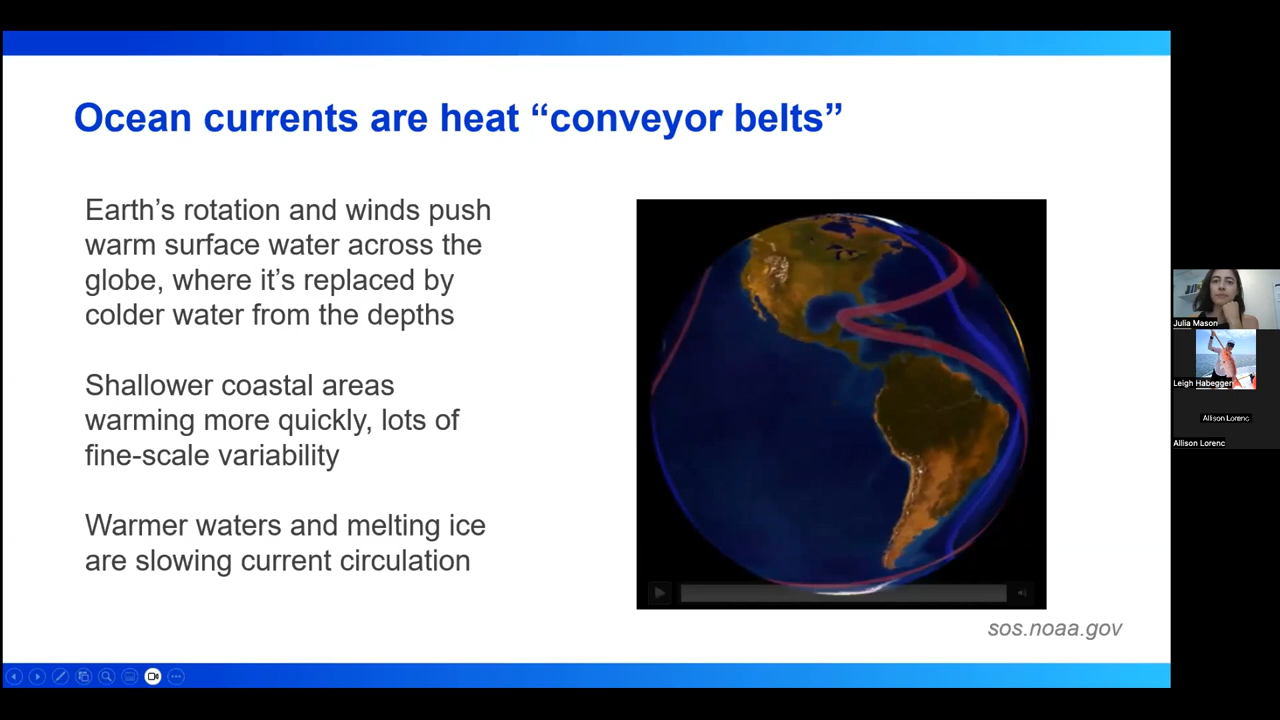 Ocean currents are heat “conveyor belts”
Earth’s rotation and winds push
warm surface water across the
globe, where it’s replaced by
colder water from the depths
Shallower coastal areas
warming more quickly, lots of
fine-scale variability
Warmer waters and melting ice
are slowing current circulation
sos.noaa.gov
Julia Mason
Leigh Habegger
Allison Lorenc
Allison Lorenc